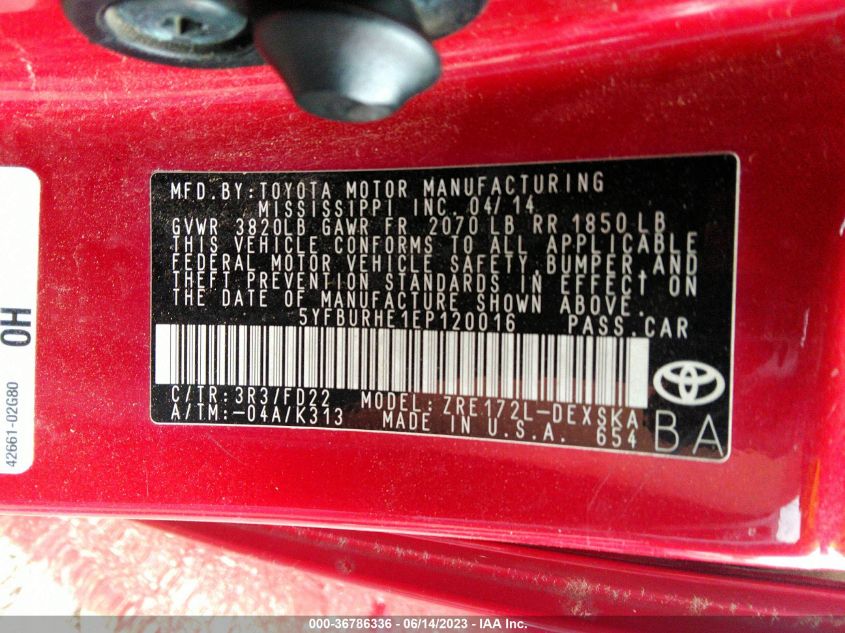 MFD.BY:TOYOTA MOTOR MANUFACTURING
MISSISSIPPI INC. 04/14
GVWR 3820LB GAWR FR 2070 LB RR 1850 LB
THIS VEHICLE CONFORMS TO ALL APPLICABLE
FEDERAL MOTOR VEHICLE SAFETY,BUMPER,AND
THEFT PREVENTION STANDARDS IN EFFECT ON
THE DATE OF MANUFACTURE SHOWN ABOVE.
5YFBURHE1EP120016 PASS.CAR
C/TR:3R3/FD22 MODEL:ZRE172L-DEXSKA
A/TM:-04A/K313 MADE IN U.S.A. 654
BA
OH
42661-02G80
000-36786336 - 06/14/2023 - IAA Inc.